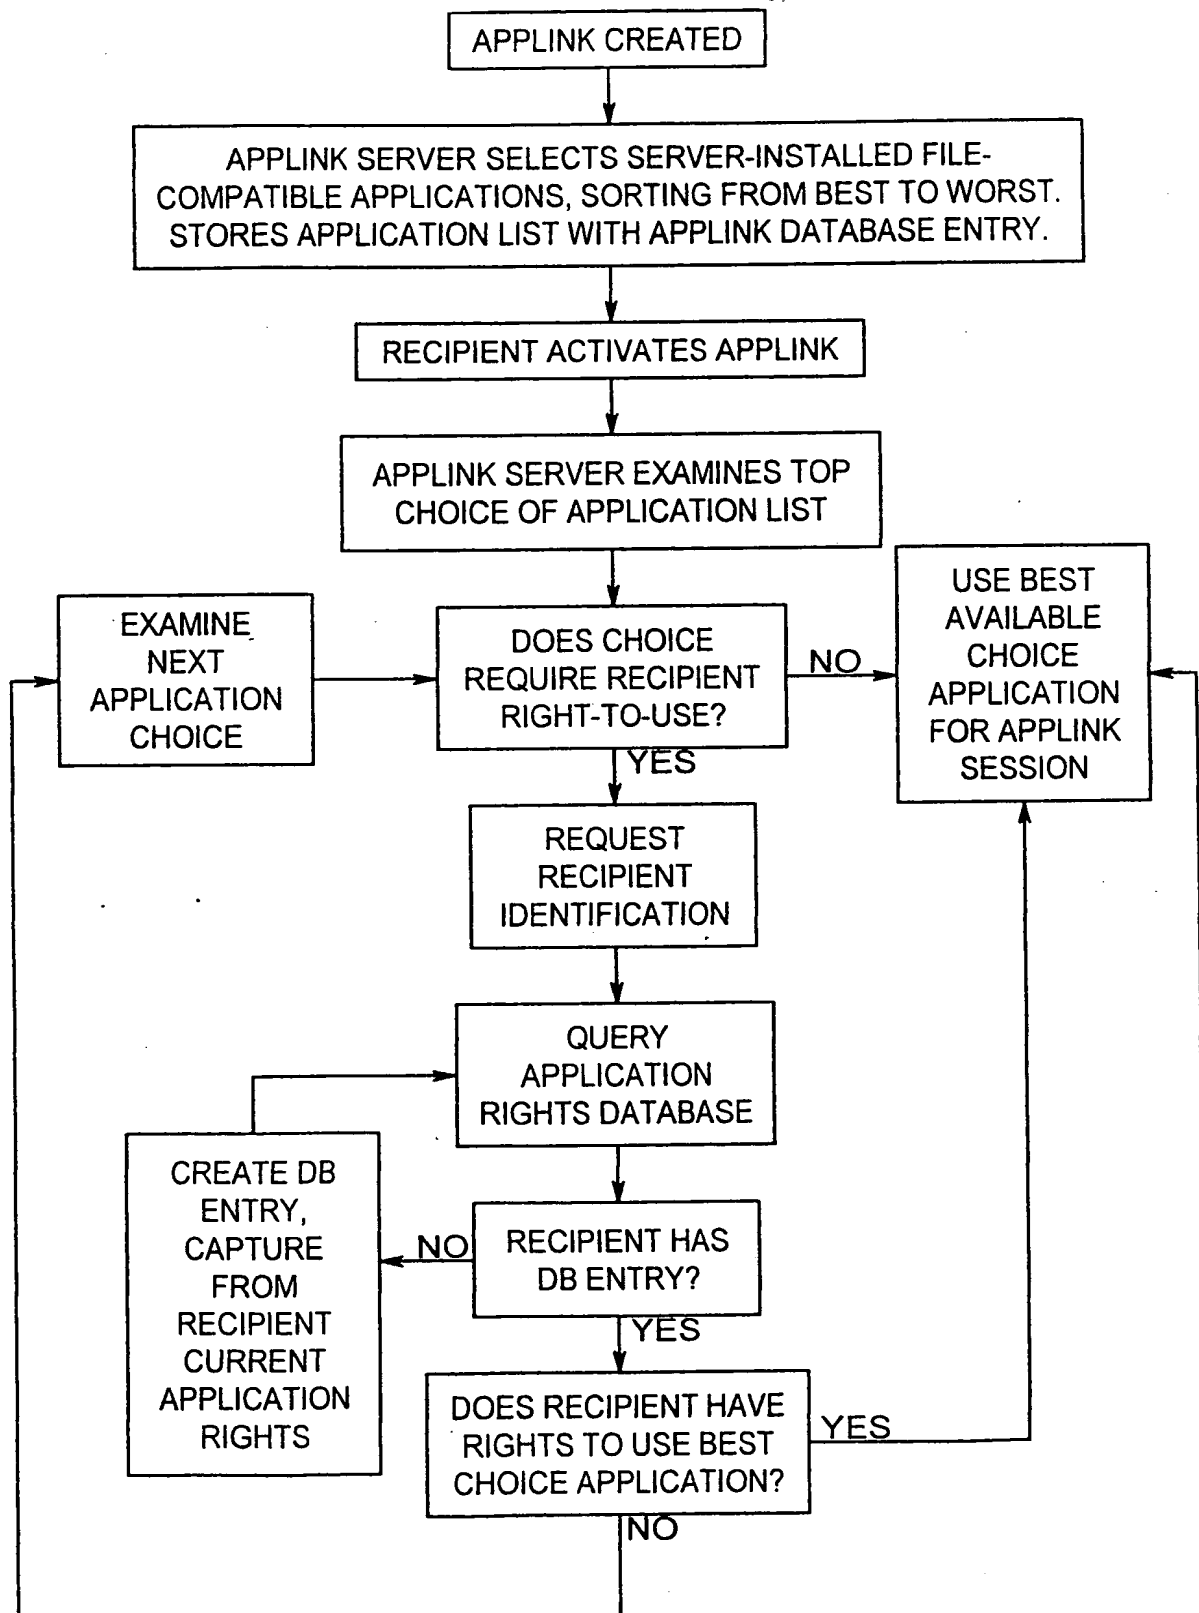 APPLINK CREATED
APPLINK SERVER SELECTS SERVER-INSTALLED FILE-
COMPATIBLE APPLICATIONS, SORTING FROM BEST TO WORST.
STORES APPLICATION LIST WITH APPLINK DATABASE ENTRY.
RECIPIENT ACTIVATES APPLINK
APPLINK SERVER EXAMINES TOP
CHOICE OF APPLICATION LIST
EXAMINE
NEXT
APPLICATION
CHOICE
DOES CHOICE
REQUIRE RECIPIENT
RIGHT-TO-USE?
NO
USE BEST
AVAILABLE
CHOICE
APPLICATION
FOR APPLINK
SESSION
YES
REQUEST
RECIPIENT
IDENTIFICATION
QUERY
APPLICATION
RIGHTS DATABASE
CREATE DB
ENTRY,
CAPTURE
FROM
RECIPIENT
CURRENT
APPLICATION
RIGHTS
NO
RECIPIENT HAS
DB ENTRY?
YES
DOES RECIPIENT HAVE
RIGHTS TO USE BEST
CHOICE APPLICATION?
YES
NO